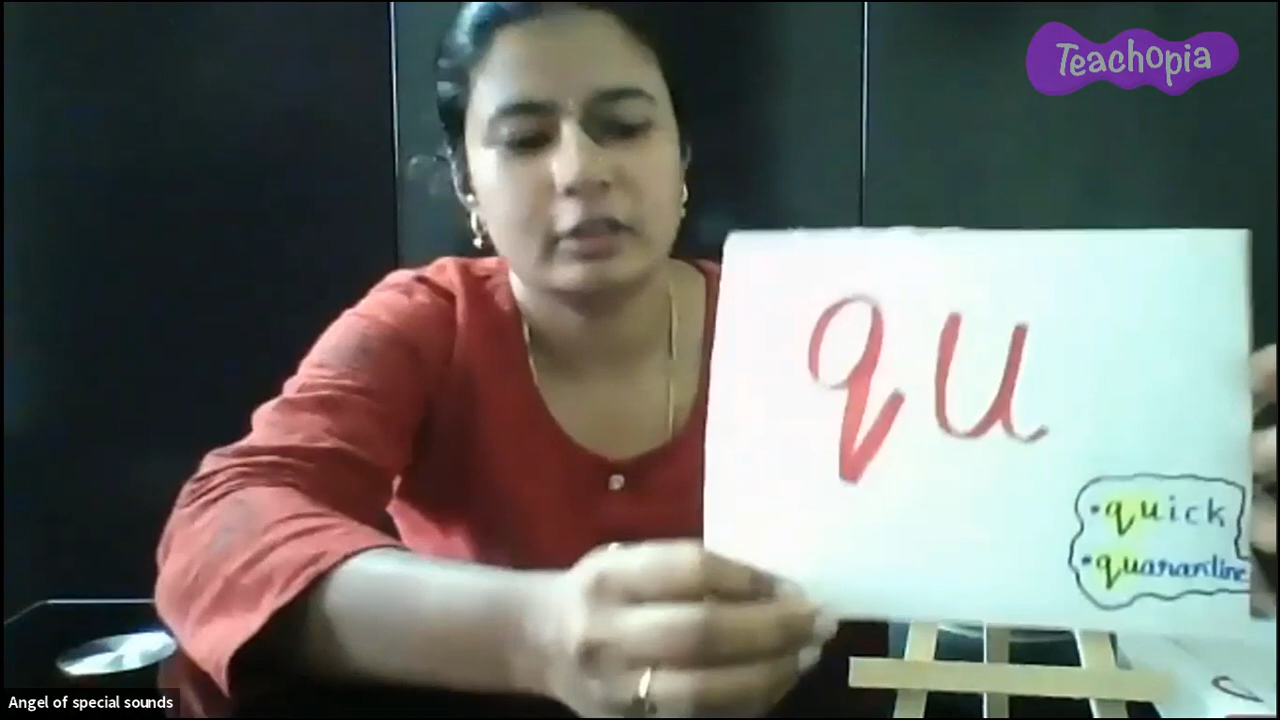 Teachopia
qu
• quick
• quarantine
Angel of special sounds